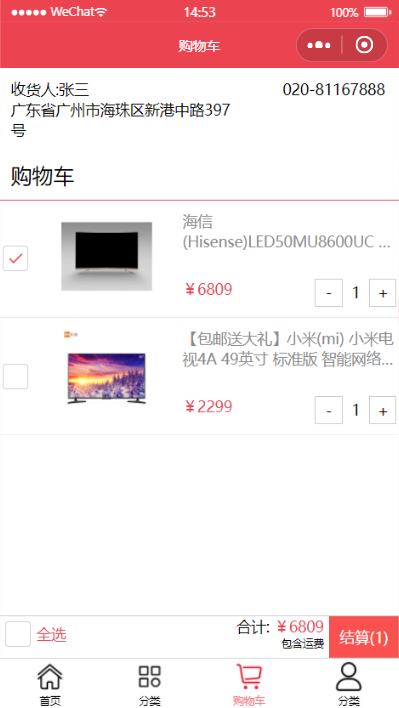 WeChat 14:53 100%
购物车
收货人:张三 020-81167888
广东省广州市海珠区新港中路397
号
购物车
海信
(Hisense)LED50MU8600UC ...
￥6809 - 1 +
【包邮送大礼】小米(mi) 小米电
视4A 49英寸 标准版 智能网络...
￥2299 - 1 +
全选 合计: ￥6809 结算(1)
包含运费
首页 分类 购物车 分类